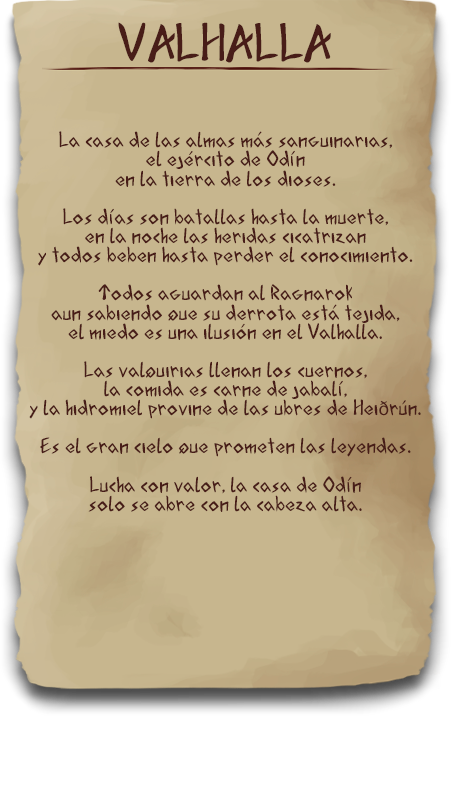 VALHALLA
La casa de las almas más sanguinarias,
el ejército de Odín
en la tierra de los dioses.
Los días son batallas hasta la muerte,
en la noche las heridas cicatrizan
y todos beben hasta perder el conocimiento.
Todos aguardan al Ragnarok
aun sabiendo que su derrota está tejida,
el miedo es una ilusión en el Valhalla.
Las valquirias llenan los cuernos,
la comida es carne de jabalí,
y la hidromiel provine de las ubres de Heiðrún.
Es el gran cielo que prometen las leyendas.
Lucha con valor, la casa de Odín
solo se abre con la cabeza alta.